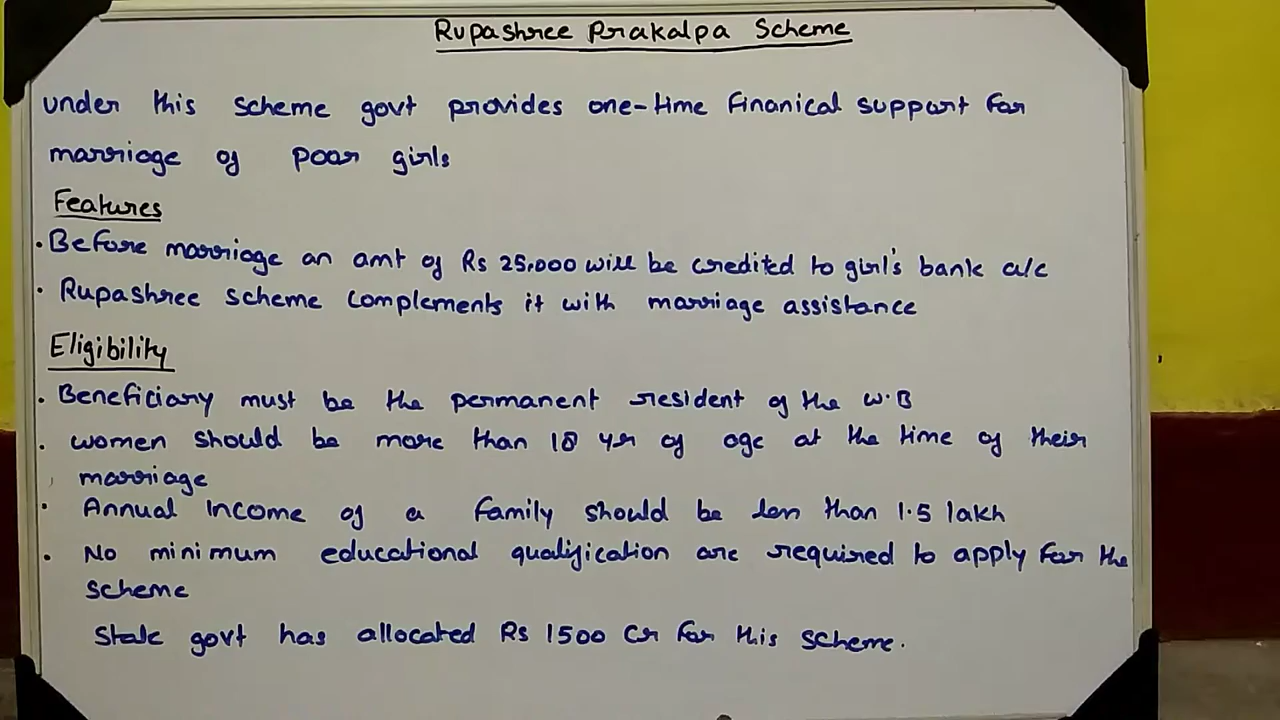 Rupashree Prakalpa Scheme
under this scheme govt provides one-time Finanical support for
marriage of poor girls
Features
• Before marriage an amt of Rs 25,000 will be credited to girl's bank a/c
• Rupashree scheme complements it with marriage assistance
Eligibility
• Beneficiary must be the permanent resident of the W.B
• women should be more than 18 yr of age at the time of their
marriage
• Annual Income of a family should be less than 1.5 lakh
• No minimum educational qualification are required to apply for the
scheme
State govt has allocated Rs 1500 Cr for this scheme.